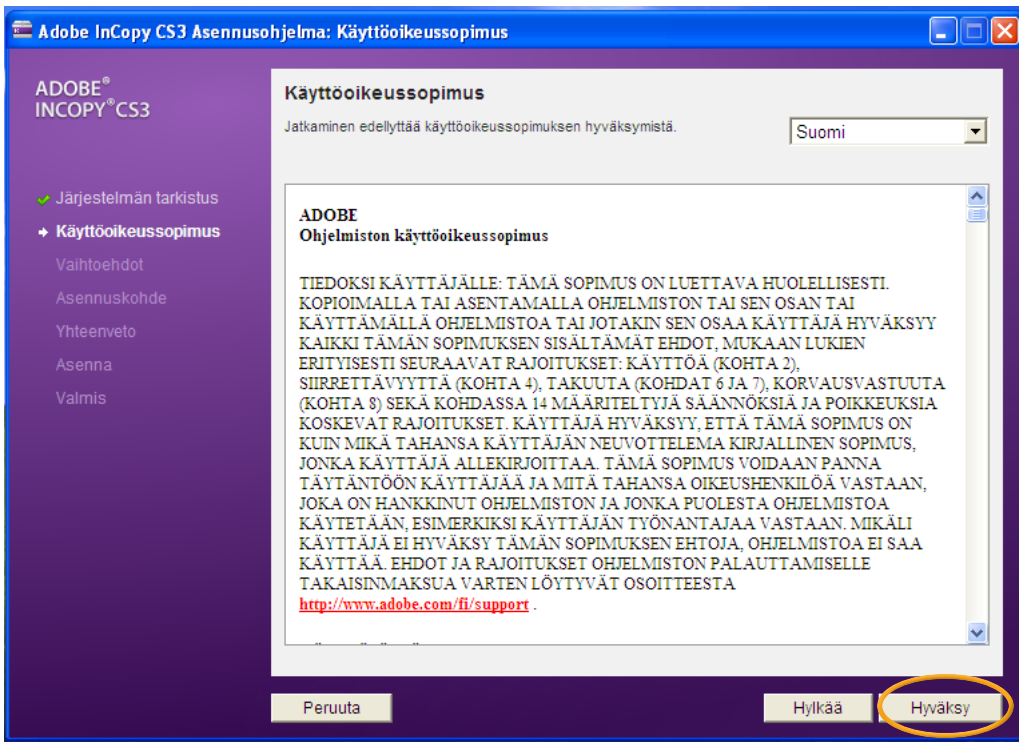 Adobe InCopy CS3 Asennusohjelma: Käyttöoikeussopimus
ADOBE®
INCOPY®CS3
Järjestelmän tarkistus
Käyttöoikeussopimus
Vaihtoehdot
Asennuskohde
Yhteenveto
Asenna
Valmis
Käyttöoikeussopimus
Jatkaminen edellyttää käyttöoikeussopimuksen hyväksymistä.
Suomi
ADOBE
Ohjelmiston käyttöoikeussopimus
TIEDOKSI KÄYTTÄJÄLLE: TÄMÄ SOPIMUS ON LUETTAVA HUOLELLISESTI.
KOPIOIMALLA TAI ASENTAMALLA OHJELMISTON TAI SEN OSAN TAI
KÄYTTÄMÄLLÄ OHJELMISTOA TAI JOTAKIN SEN OSAA KÄYTTÄJÄ HYVÄKSYY
KAIKKI TÄMÄN SOPIMUKSEN SISÄLTÄMÄT EHDOT, MUKAAN LUKIEN
ERITYISESTI SEURAAVAT RAJOITUKSET: KÄYTTÖÄ (KOHTA 2),
SIIRRETTÄVYYTTÄ (KOHTA 4), TAKUUTA (KOHDAT 6 JA 7), KORVAUSVASTUUTA
(KOHTA 8) SEKÄ KOHDASSA 14 MÄÄRITELTYJÄ SÄÄNNÖKSIÄ JA POIKKEUKSIA
KOSKEVAT RAJOITUKSET. KÄYTTÄJÄ HYVÄKSYY, ETTÄ TÄMÄ SOPIMUS ON
KUIN MIKÄ TAHANSA KÄYTTÄJÄN NEUVOTTELEMA KIRJALLINEN SOPIMUS,
JONKA KÄYTTÄJÄ ALLEKIRJOITTAA. TÄMÄ SOPIMUS VOIDAAN PANNA
TÄYTÄNTÖÖN KÄYTTÄJÄÄ JA MITÄ TAHANSA OIKEUSHENKILÖÄ VASTAAN,
JOKA ON HANKKINUT OHJELMISTON JA JONKA PUOLESTA OHJELMISTOA
KÄYTETÄÄN, ESIMERKIKSI KÄYTTÄJÄN TYÖNANTAJAA VASTAAN. MIKÄLI
KÄYTTÄJÄ EI HYVÄKSY TÄMÄN SOPIMUKSEN EHTOJA, OHJELMISTOA EI SAA
KÄYTTÄÄ. EHDOT JA RAJOITUKSET OHJELMISTON PALAUTTAMISELLE
TAKAISINMAKSUA VARTEN LÖYTYVÄT OSOITTEESTA
http://www.adobe.com/fi/support .
Peruuta
Hylkää
Hyväksy